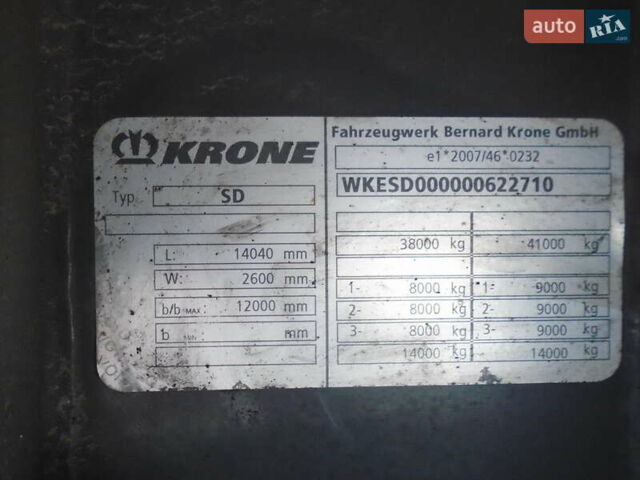 auto RIA .com
KRONE
Typ SD
L: 14040 mm
W: 2600 mm
b/b MAX : 12000 mm
b MIN : mm
Fahrzeugwerk Bernard Krone GmbH
e1*2007/46*0232
WKESD000000622710
38000 kg 41000 kg
1- 8000 kg 1- 9000 kg
2- 8000 kg 2- 9000 kg
3- 8000 kg 3- 9000 kg
14000 kg 14000 kg